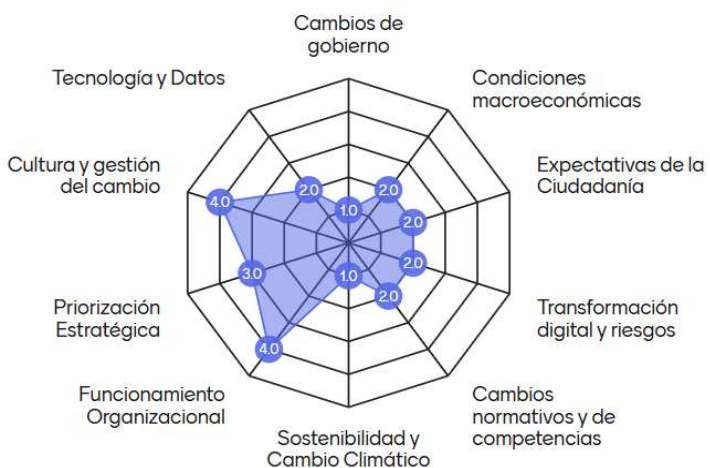 Cambios de
gobierno
Tecnología y Datos
Condiciones
macroeconómicas
Cultura y gestión
del cambio
Expectativas de la
Ciudadanía
2.0
2.0
4.0
1.0
2.0
3.0
1.0
2.0
2.0
4.0
Priorización
Estratégica
Transformación
digital y riesgos
Funcionamiento
Organizacional
Cambios
normativos y de
competencias
Sostenibilidad y
Cambio Climático